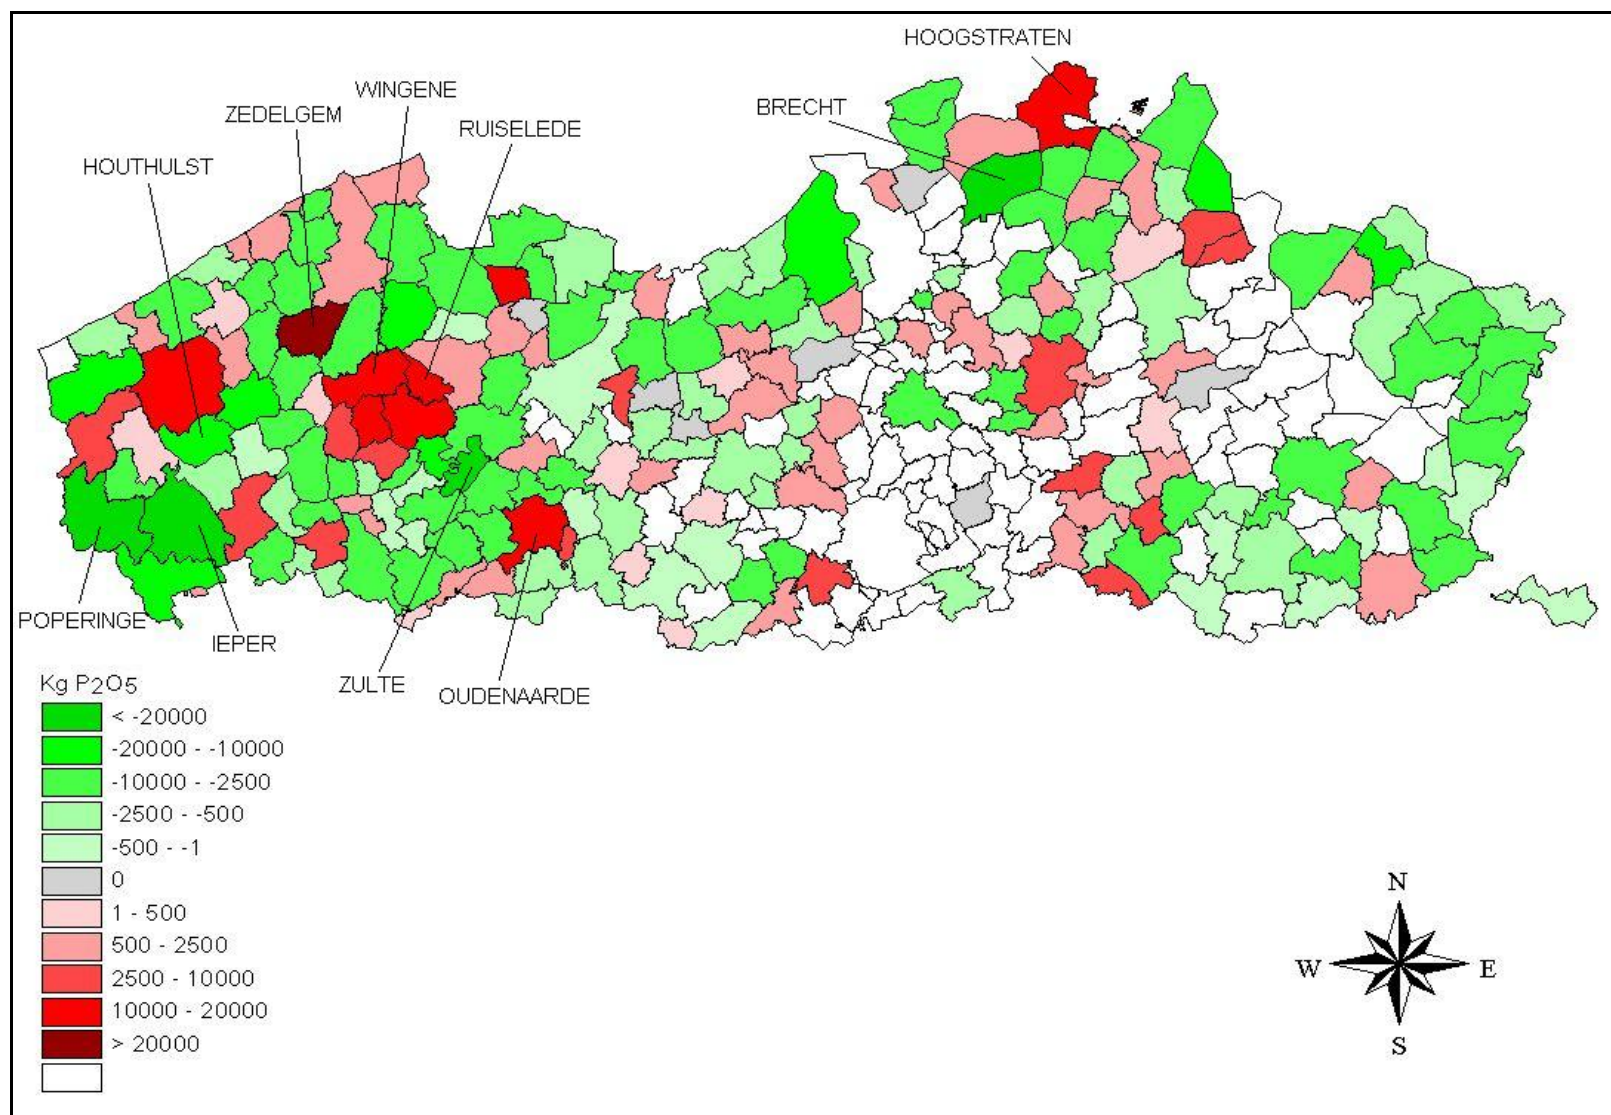 HOOGSTRATEN
WINGENE
BRECHT
ZEDELGEM
RUISELEDE
HOUTHULST
POPERINGE
IEPER
ZULTE
OUDENAARDE
Kg P2O5
< -20000
-20000 - -10000
-10000 - -2500
-2500 - -500
-500 - -1
0
1 - 500
500 - 2500
2500 - 10000
10000 - 20000
> 20000
N
W E
S